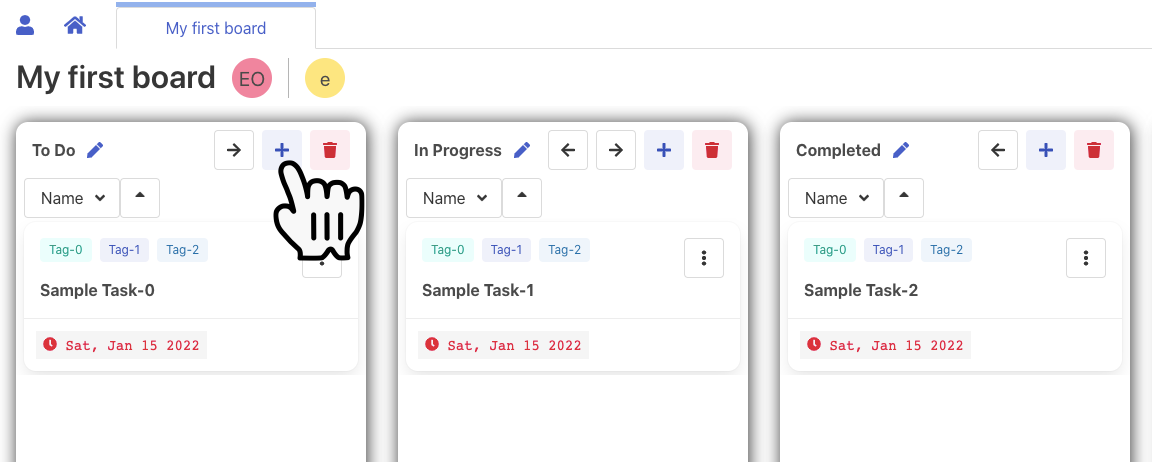 My first board
My first board EO e
To Do
Name
Tag-0 Tag-1 Tag-2
Sample Task-0
Sat, Jan 15 2022
In Progress
Name
Tag-0 Tag-1 Tag-2
Sample Task-1
Sat, Jan 15 2022
Completed
Name
Tag-0 Tag-1 Tag-2
Sample Task-2
Sat, Jan 15 2022